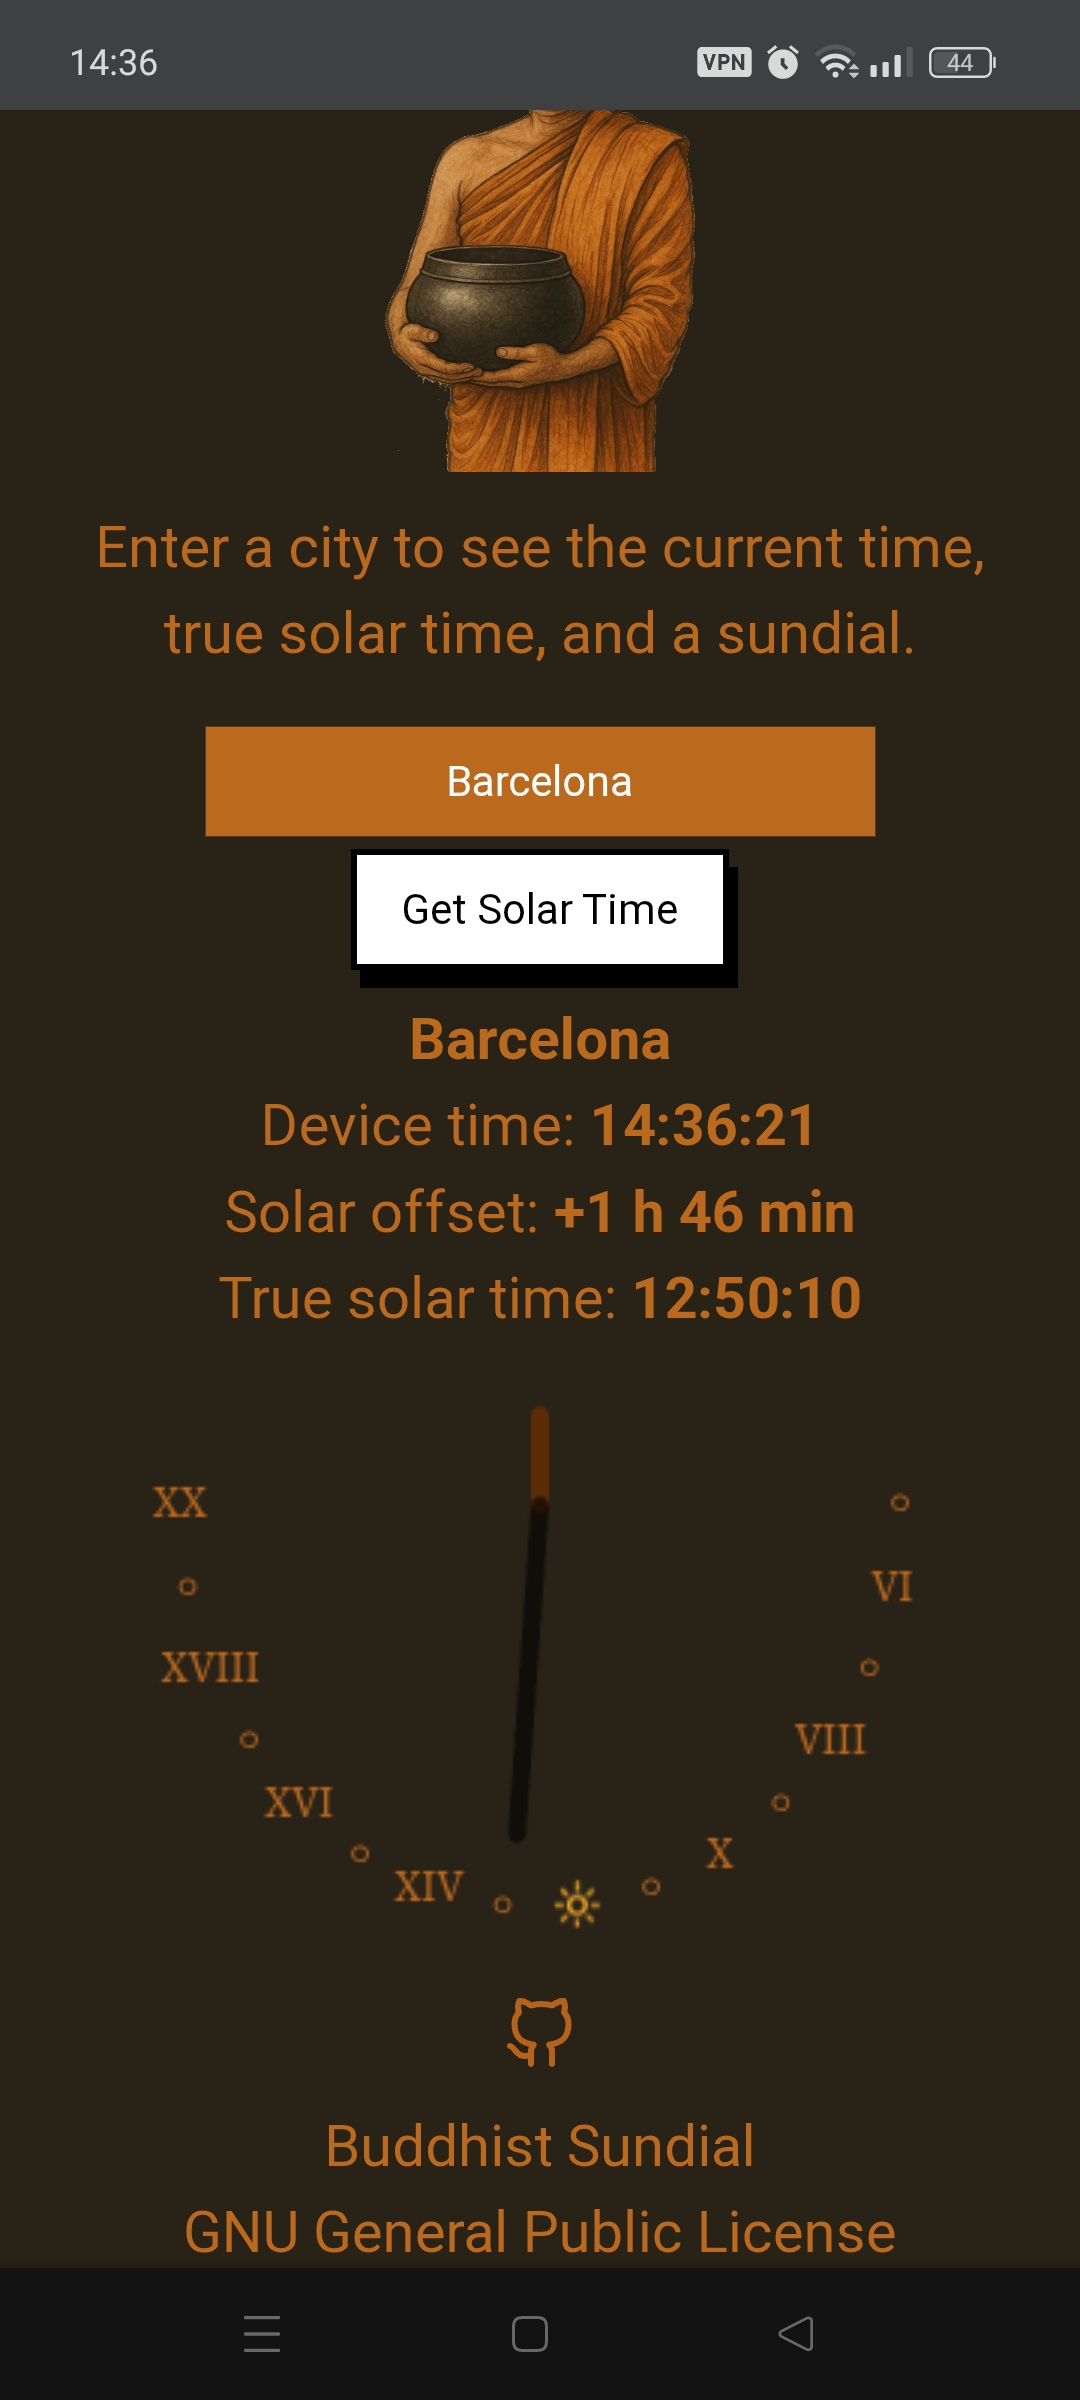 14:36
VPN
44
Enter a city to see the current time,
true solar time, and a sundial.
Barcelona
Get Solar Time
Barcelona
Device time: 14:36:21
Solar offset: +1 h 46 min
True solar time: 12:50:10
XX
VI
XVIII
VIII
XVI
X
XIV
Buddhist Sundial
GNU General Public License